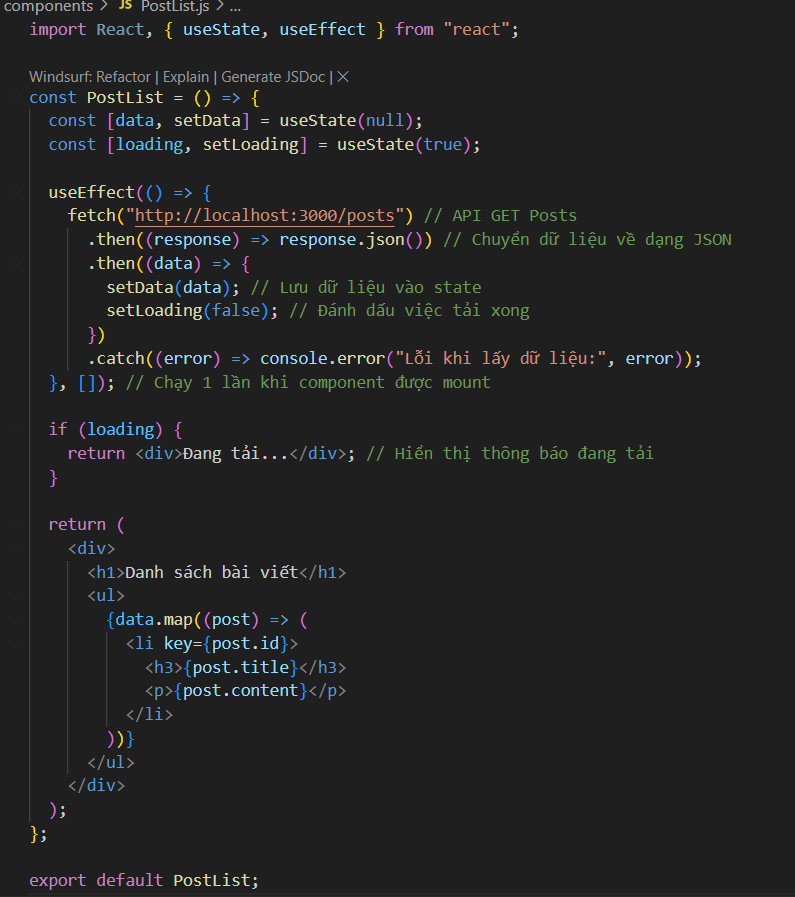 components > JS PostList.js > ...
import React, { useState, useEffect } from "react";
Windsurf: Refactor | Explain | Generate JSDoc | ×
const PostList = () => {
  const [data, setData] = useState(null);
  const [loading, setLoading] = useState(true);
  useEffect(() => {
    fetch("http://localhost:3000/posts") // API GET Posts
      .then((response) => response.json()) // Chuyển dữ liệu về dạng JSON
      .then((data) => {
        setData(data); // Lưu dữ liệu vào state
        setLoading(false); // Đánh dấu việc tải xong
      })
      .catch((error) => console.error("Lỗi khi lấy dữ liệu:", error));
  }, []); // Chạy 1 lần khi component được mount
  if (loading) {
    return <div>Đang tải...</div>; // Hiển thị thông báo đang tải
  }
  return (
    <div>
      <h1>Danh sách bài viết</h1>
      <ul>
        {data.map((post) => (
          <li key={post.id}>
            <h3>{post.title}</h3>
            <p>{post.content}</p>
          </li>
        ))}
      </ul>
    </div>
  );
};
export default PostList;